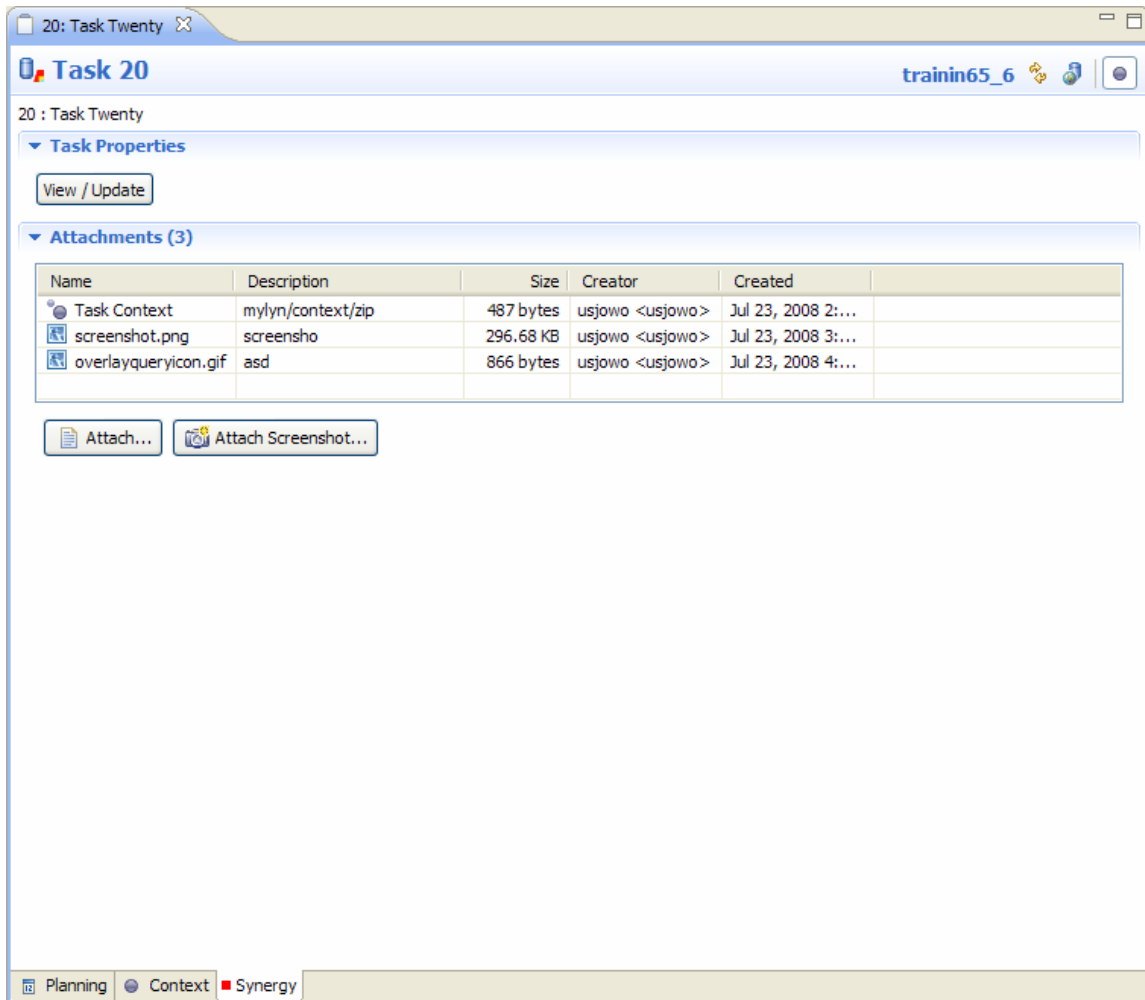 20: Task Twenty
Task 20 trainin65_6
20 : Task Twenty
Task Properties
View / Update
Attachments (3)
Name Description Size Creator Created
Task Context mylyn/context/zip 487 bytes usjowo <usjowo> Jul 23, 2008 2:...
screenshot.png screensho 296.68 KB usjowo <usjowo> Jul 23, 2008 3:...
overlayqueryicon.gif asd 866 bytes usjowo <usjowo> Jul 23, 2008 4:...
Attach... Attach Screenshot...
Planning Context Synergy